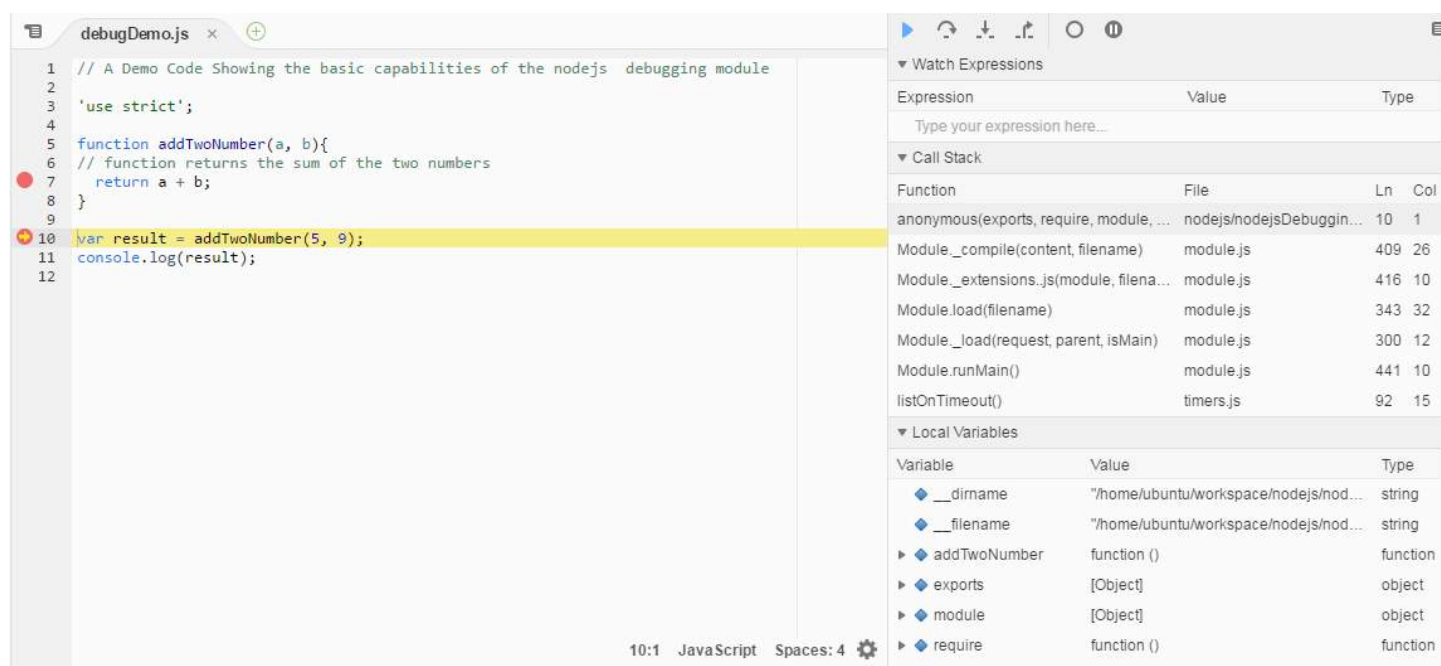 debugDemo.js ×
1 // A Demo Code Showing the basic capabilities of the nodejs  debugging module
2
3 'use strict';
4
5 function addTwoNumber(a, b){
6 // function returns the sum of the two numbers
7   return a + b;
8 }
9
10 var result = addTwoNumber(5, 9);
11 console.log(result);
12
10:1 JavaScript Spaces: 4
Watch Expressions
Expression Value Type
Type your expression here...
Call Stack
Function File Ln Col
anonymous(exports, require, module, ... nodejs/nodejsDebuggin... 10 1
Module._compile(content, filename) module.js 409 26
Module._extensions..js(module, filena... module.js 416 10
Module.load(filename) module.js 343 32
Module._load(request, parent, isMain) module.js 300 12
Module.runMain() module.js 441 10
listOnTimeout() timers.js 92 15
Local Variables
Variable Value Type
__dirname "/home/ubuntu/workspace/nodejs/nod... string
__filename "/home/ubuntu/workspace/nodejs/nod... string
addTwoNumber function () function
exports [Object] object
module [Object] object
require function () function